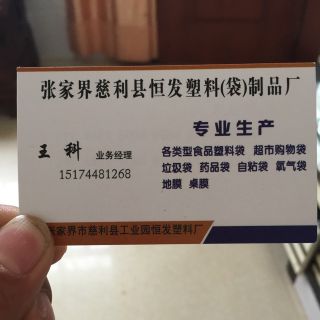 张家界慈利县恒发塑料(袋)制品厂
专业生产
王科 业务经理
15174481268
各类型食品塑料袋 超市购物袋
垃圾袋 药品袋 自粘袋 氧气袋
地膜 桌膜
张家界市慈利县工业园恒发塑料厂